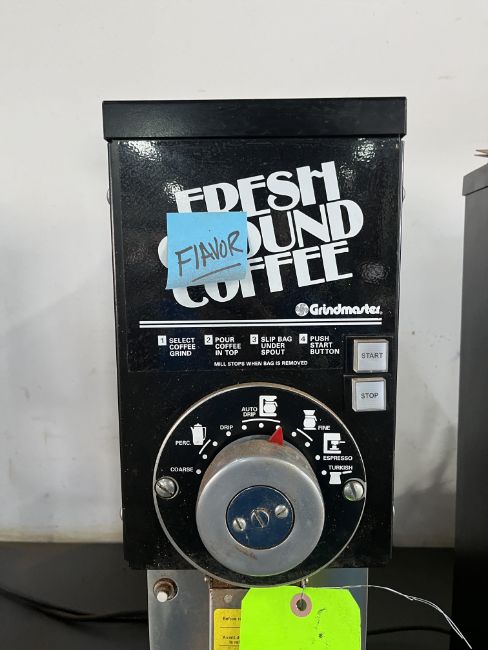 FRESH
GROUND
COFFEE
FlAVOR
Grindmaster
1 SELECT COFFEE GRIND
2 POUR COFFEE IN TOP
3 SLIP BAG UNDER SPOUT
4 PUSH START BUTTON
MILL STOPS WHEN BAG IS REMOVED
START
STOP
AUTO DRIP
DRIP
FINE
PERC.
ESPRESSO
COARSE
TURKISH